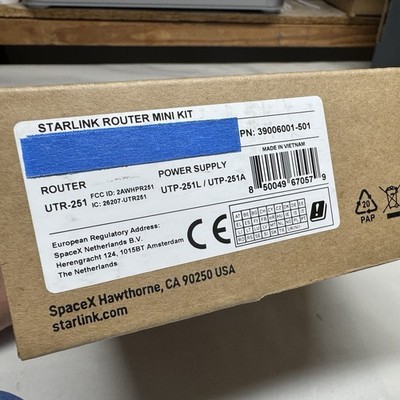 STARLINK ROUTER MINI KIT
PN: 39006001-501
MADE IN VIETNAM
ROUTER
UTR-251
FCC ID: 2AWHPR251
IC: 26207-UTR251
POWER SUPPLY
UTP-251L / UTP-251A
8 50049 67057 9
European Regulatory Address:
SpaceX Netherlands B.V.
Herengracht 124, 1015BT Amsterdam
The Netherlands
CE
20
PAP
SpaceX Hawthorne, CA 90250 USA
starlink.com